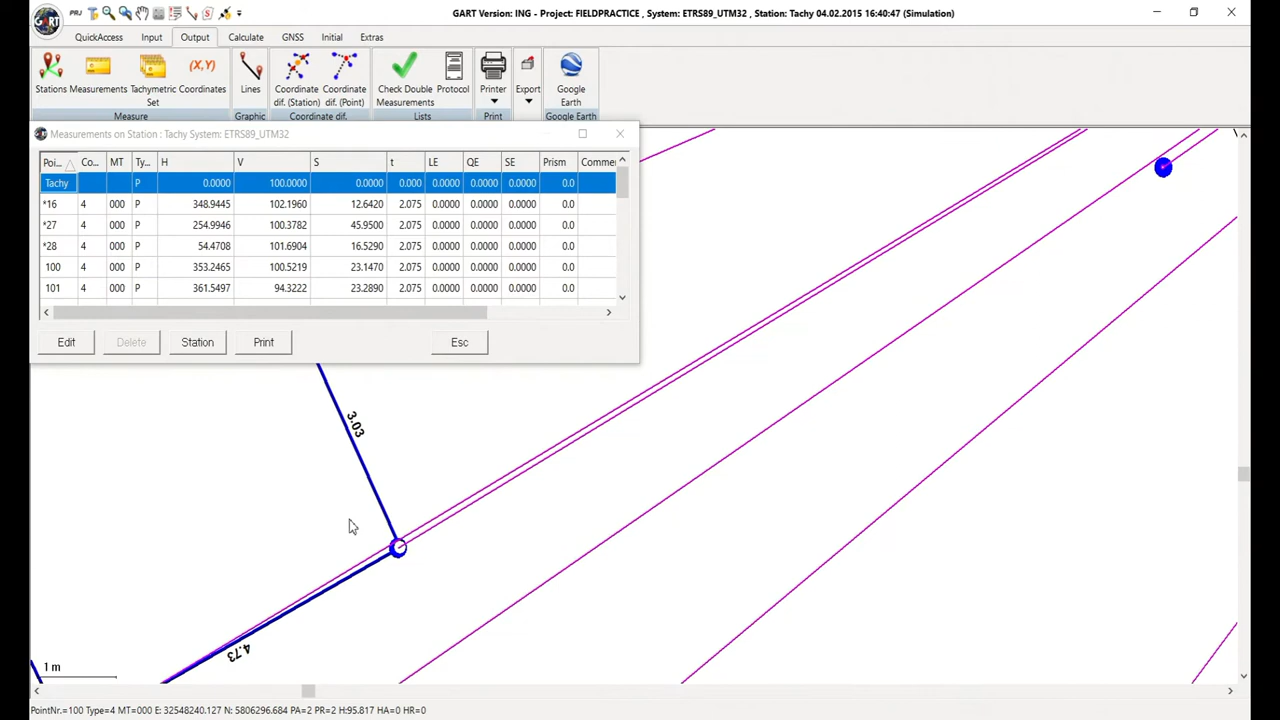 PRJ
GART Version: ING - Project: FIELDPRACTICE , System: ETRS89_UTM32 , Station: Tachy 04.02.2015 16:40:47 (Simulation)
QuickAccess Input Output Calculate GNSS Initial Extras
(X,Y)
Stations Measurements Tachymetric Set Coordinates Lines Coordinate dif. (Station) Coordinate dif. (Point) Check Double Measurements Protocol Printer Export Google Earth
Measure Graphic Coordinate dif. Lists Print Google Earth
Measurements on Station : Tachy System: ETRS89_UTM32
Poi... Co... MT Ty... H V S t LE QE SE Prism Comme
Tachy P 0.0000 100.0000 0.0000 0.000 0.0000 0.0000 0.0000 0.0
*16 4 000 P 348.9445 102.1960 12.6420 2.075 0.0000 0.0000 0.0000 0.0
*27 4 000 P 254.9946 100.3782 45.9500 2.075 0.0000 0.0000 0.0000 0.0
*28 4 000 P 54.4708 101.6904 16.5290 2.075 0.0000 0.0000 0.0000 0.0
100 4 000 P 353.2465 100.5219 23.1470 2.075 0.0000 0.0000 0.0000 0.0
101 4 000 P 361.5497 94.3222 23.2890 2.075 0.0000 0.0000 0.0000 0.0
Edit Delete Station Print Esc
3.03
4.73
1 m
PointNr.=100 Type=4 MT=000 E: 32548240.127 N: 5806296.684 PA=2 PR=2 H:95.817 HA=0 HR=0